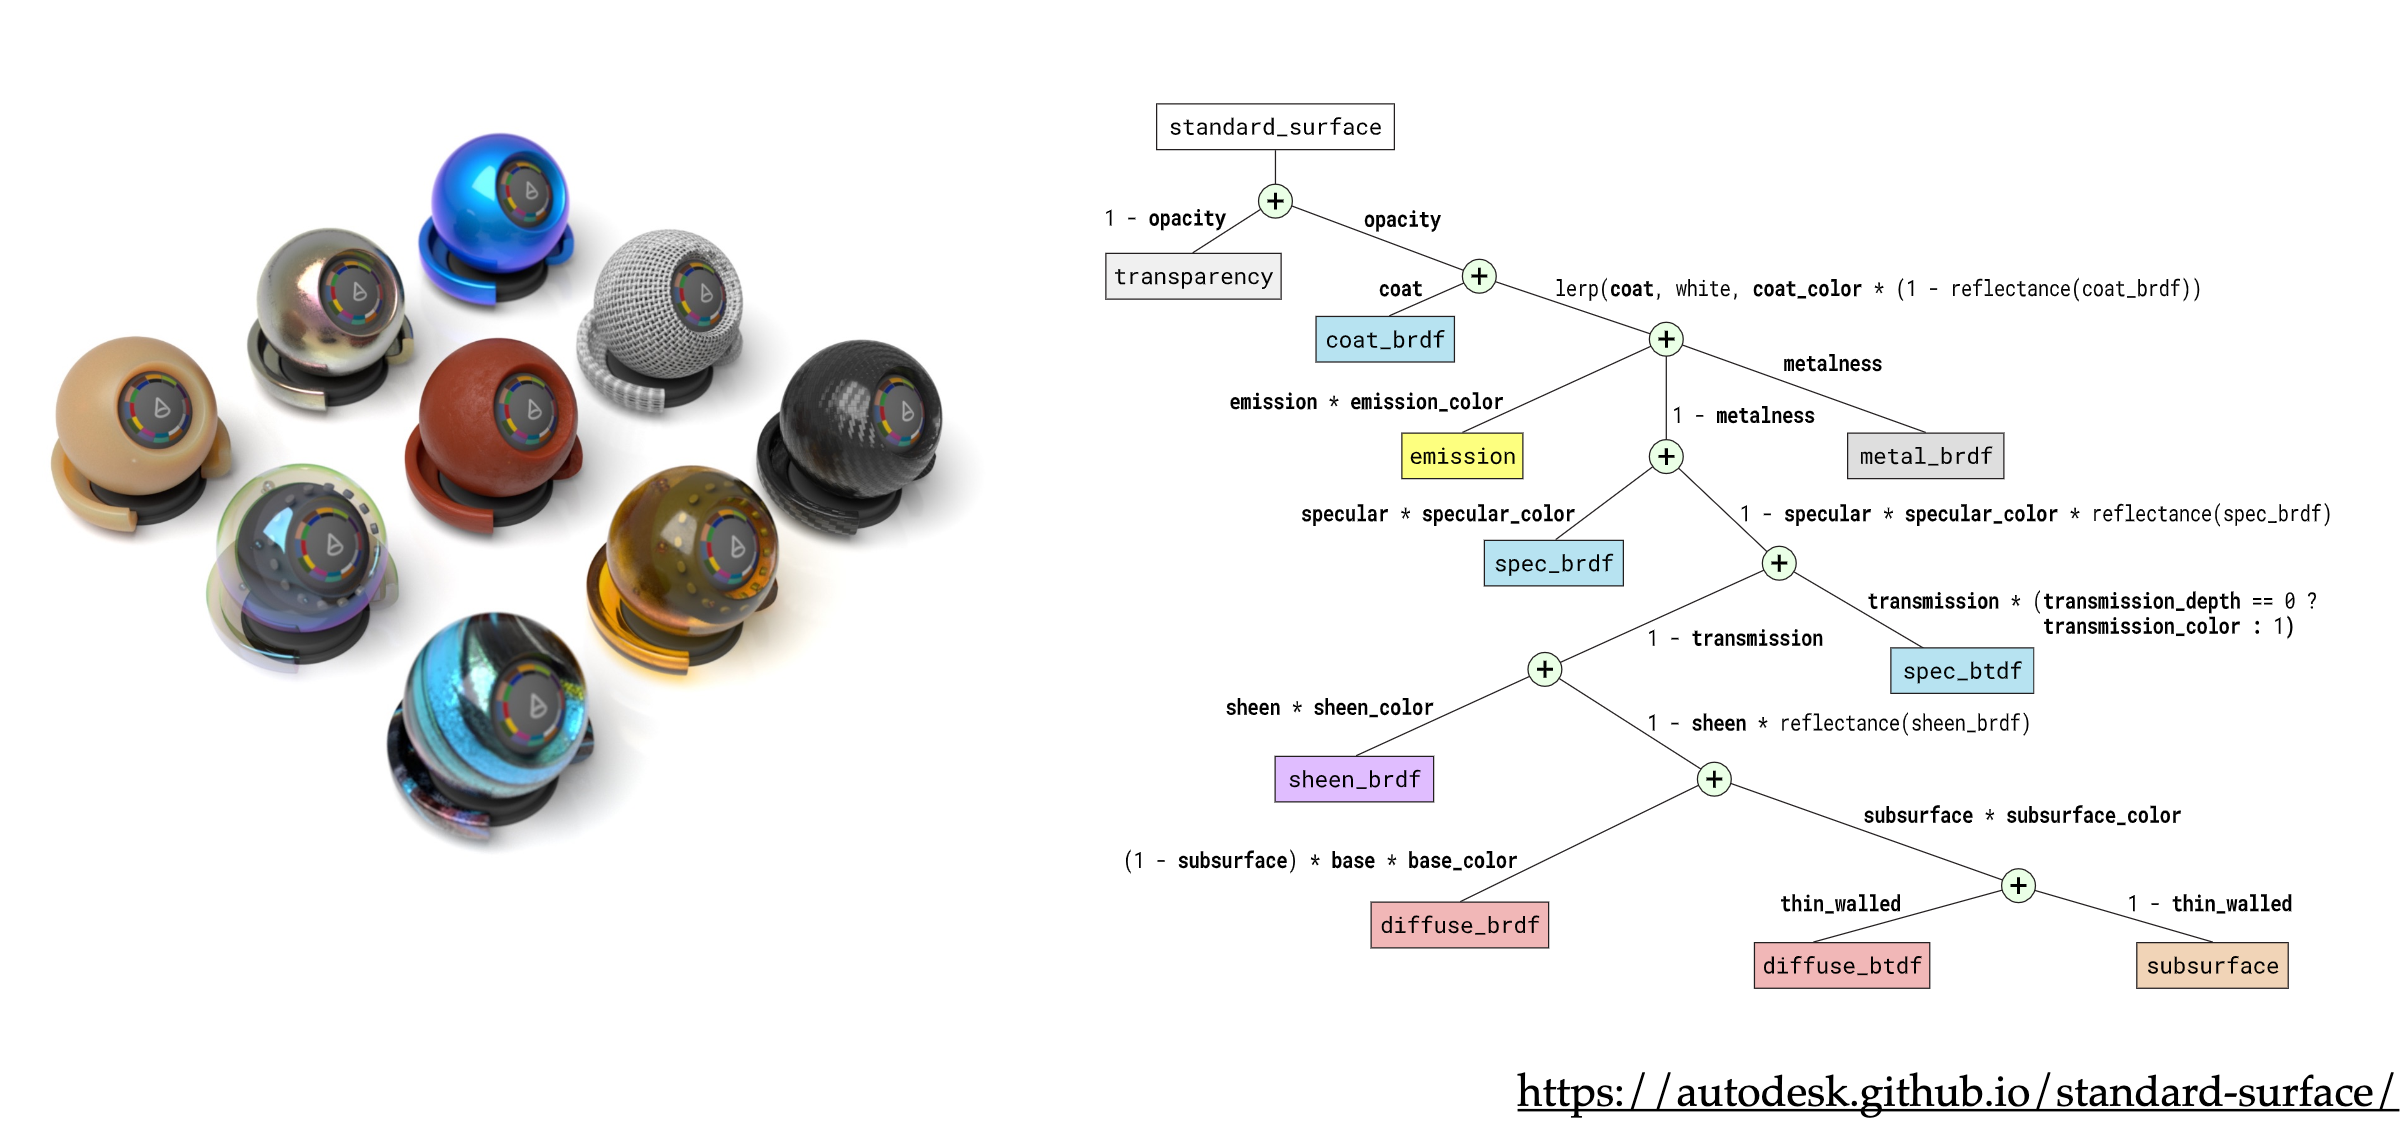 standard_surface
1 - opacity
opacity
transparency
coat
lerp(coat, white, coat_color * (1 - reflectance(coat_brdf))
coat_brdf
metalness
emission * emission_color
1 - metalness
emission
metal_brdf
specular * specular_color
1 - specular * specular_color * reflectance(spec_brdf)
spec_brdf
transmission * (transmission_depth == 0 ?
transmission_color : 1)
1 - transmission
spec_btdf
sheen * sheen_color
1 - sheen * reflectance(sheen_brdf)
sheen_brdf
subsurface * subsurface_color
(1 - subsurface) * base * base_color
thin_walled
1 - thin_walled
diffuse_brdf
diffuse_btdf
subsurface
https://autodesk.github.io/standard-surface/